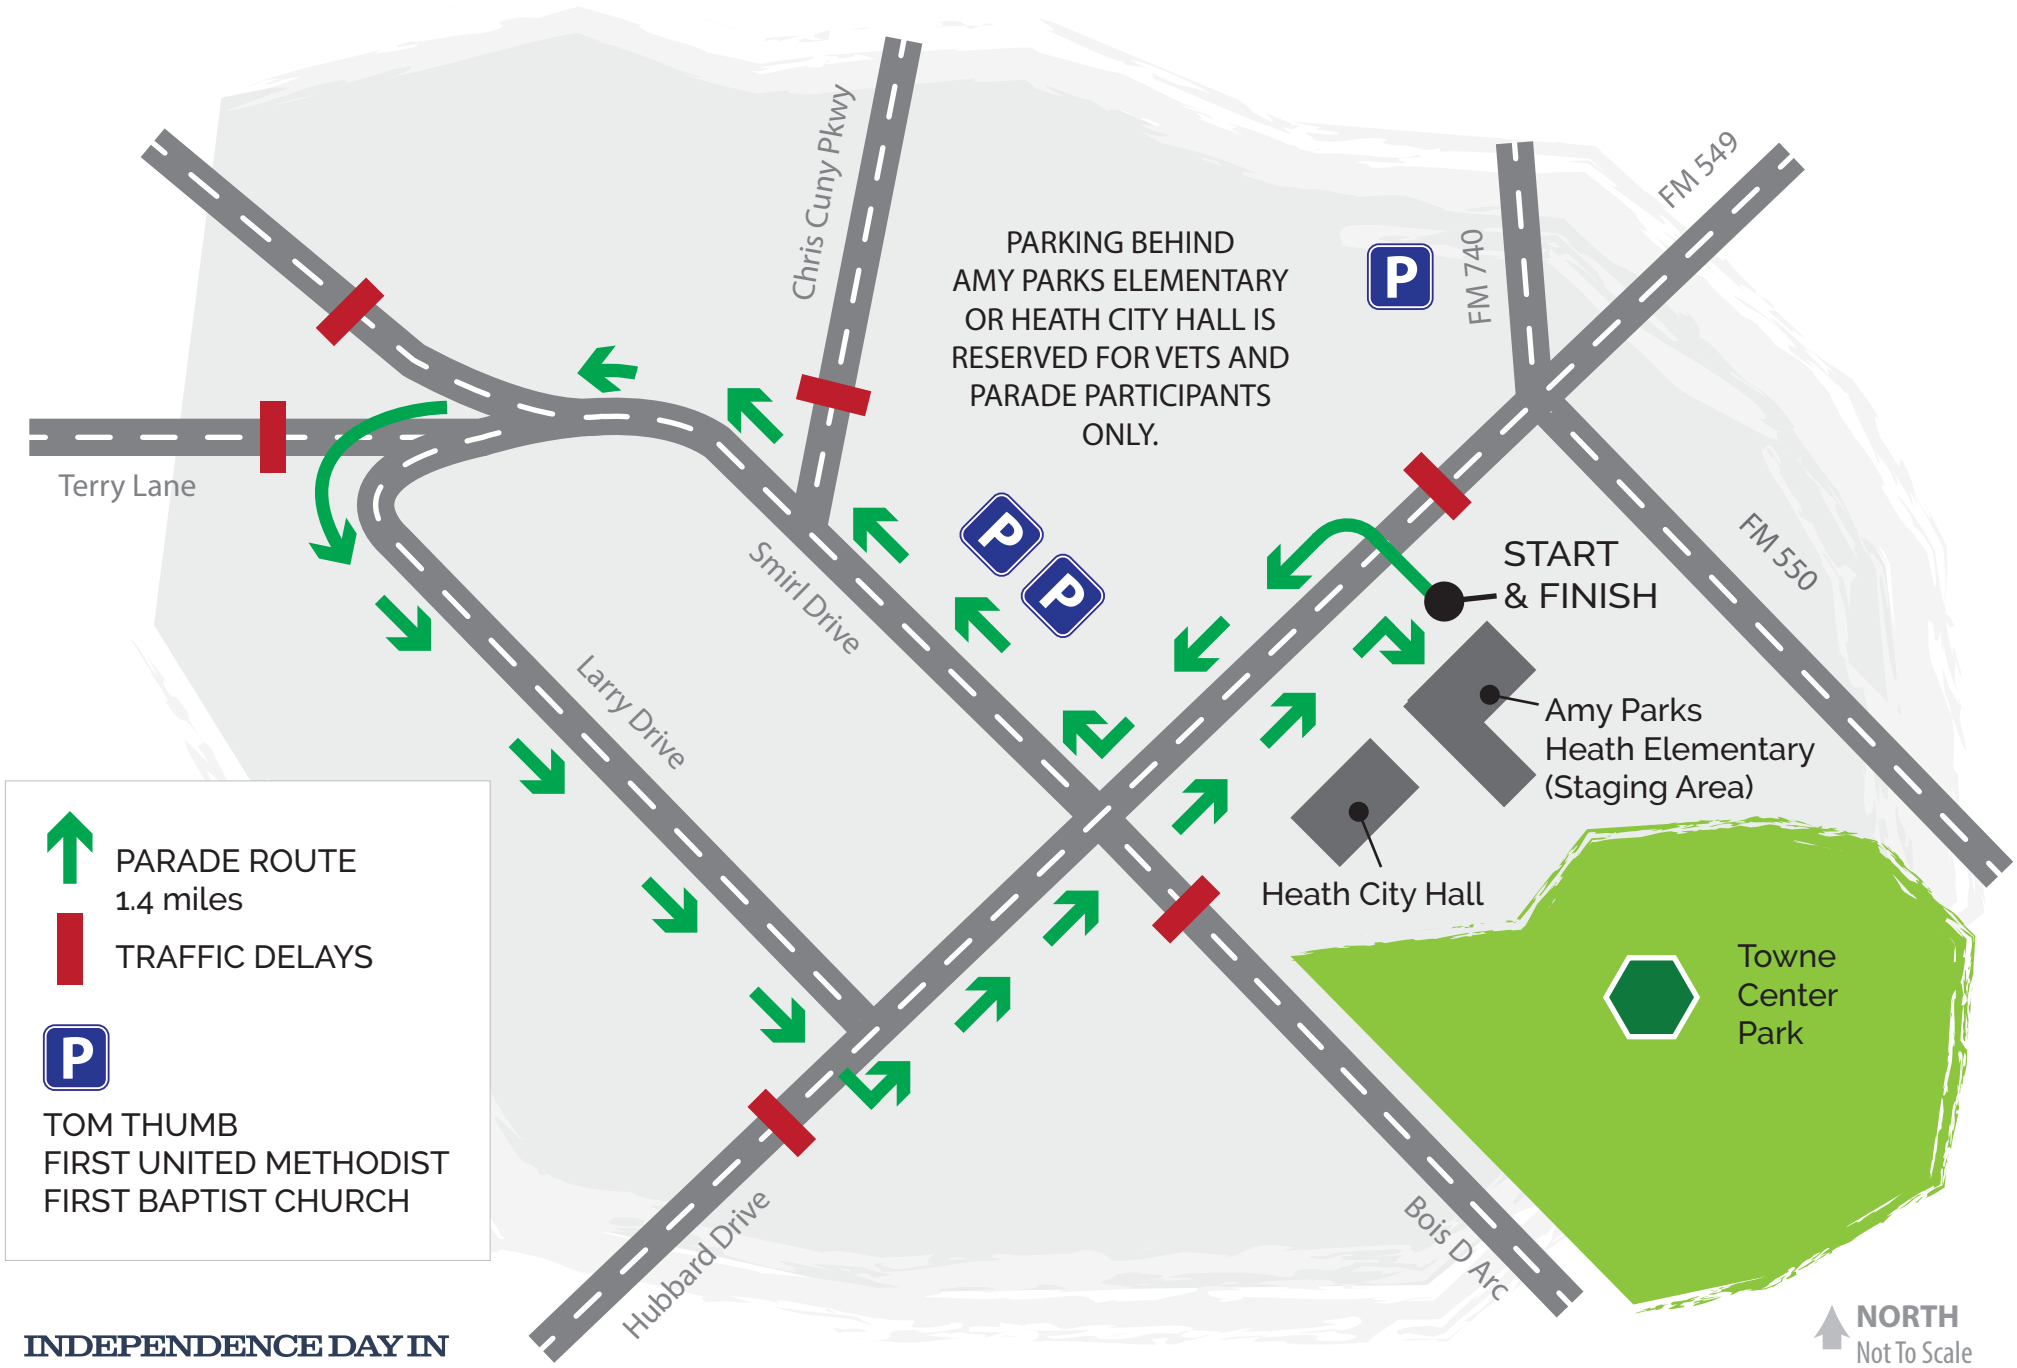 Chris Cuny Pkwy
FM 549
FM 740
PARKING BEHIND
AMY PARKS ELEMENTARY
OR HEATH CITY HALL IS
RESERVED FOR VETS AND
PARADE PARTICIPANTS
ONLY.
P
Terry Lane
P
P
Smirl Drive
FM 550
START
& FINISH
Larry Drive
Amy Parks
Heath Elementary
(Staging Area)
Heath City Hall
Towne
Center
Park
PARADE ROUTE
1.4 miles
TRAFFIC DELAYS
P
TOM THUMB
FIRST UNITED METHODIST
FIRST BAPTIST CHURCH
Hubbard Drive
Bois D Arc
NORTH
Not To Scale
INDEPENDENCE DAY IN